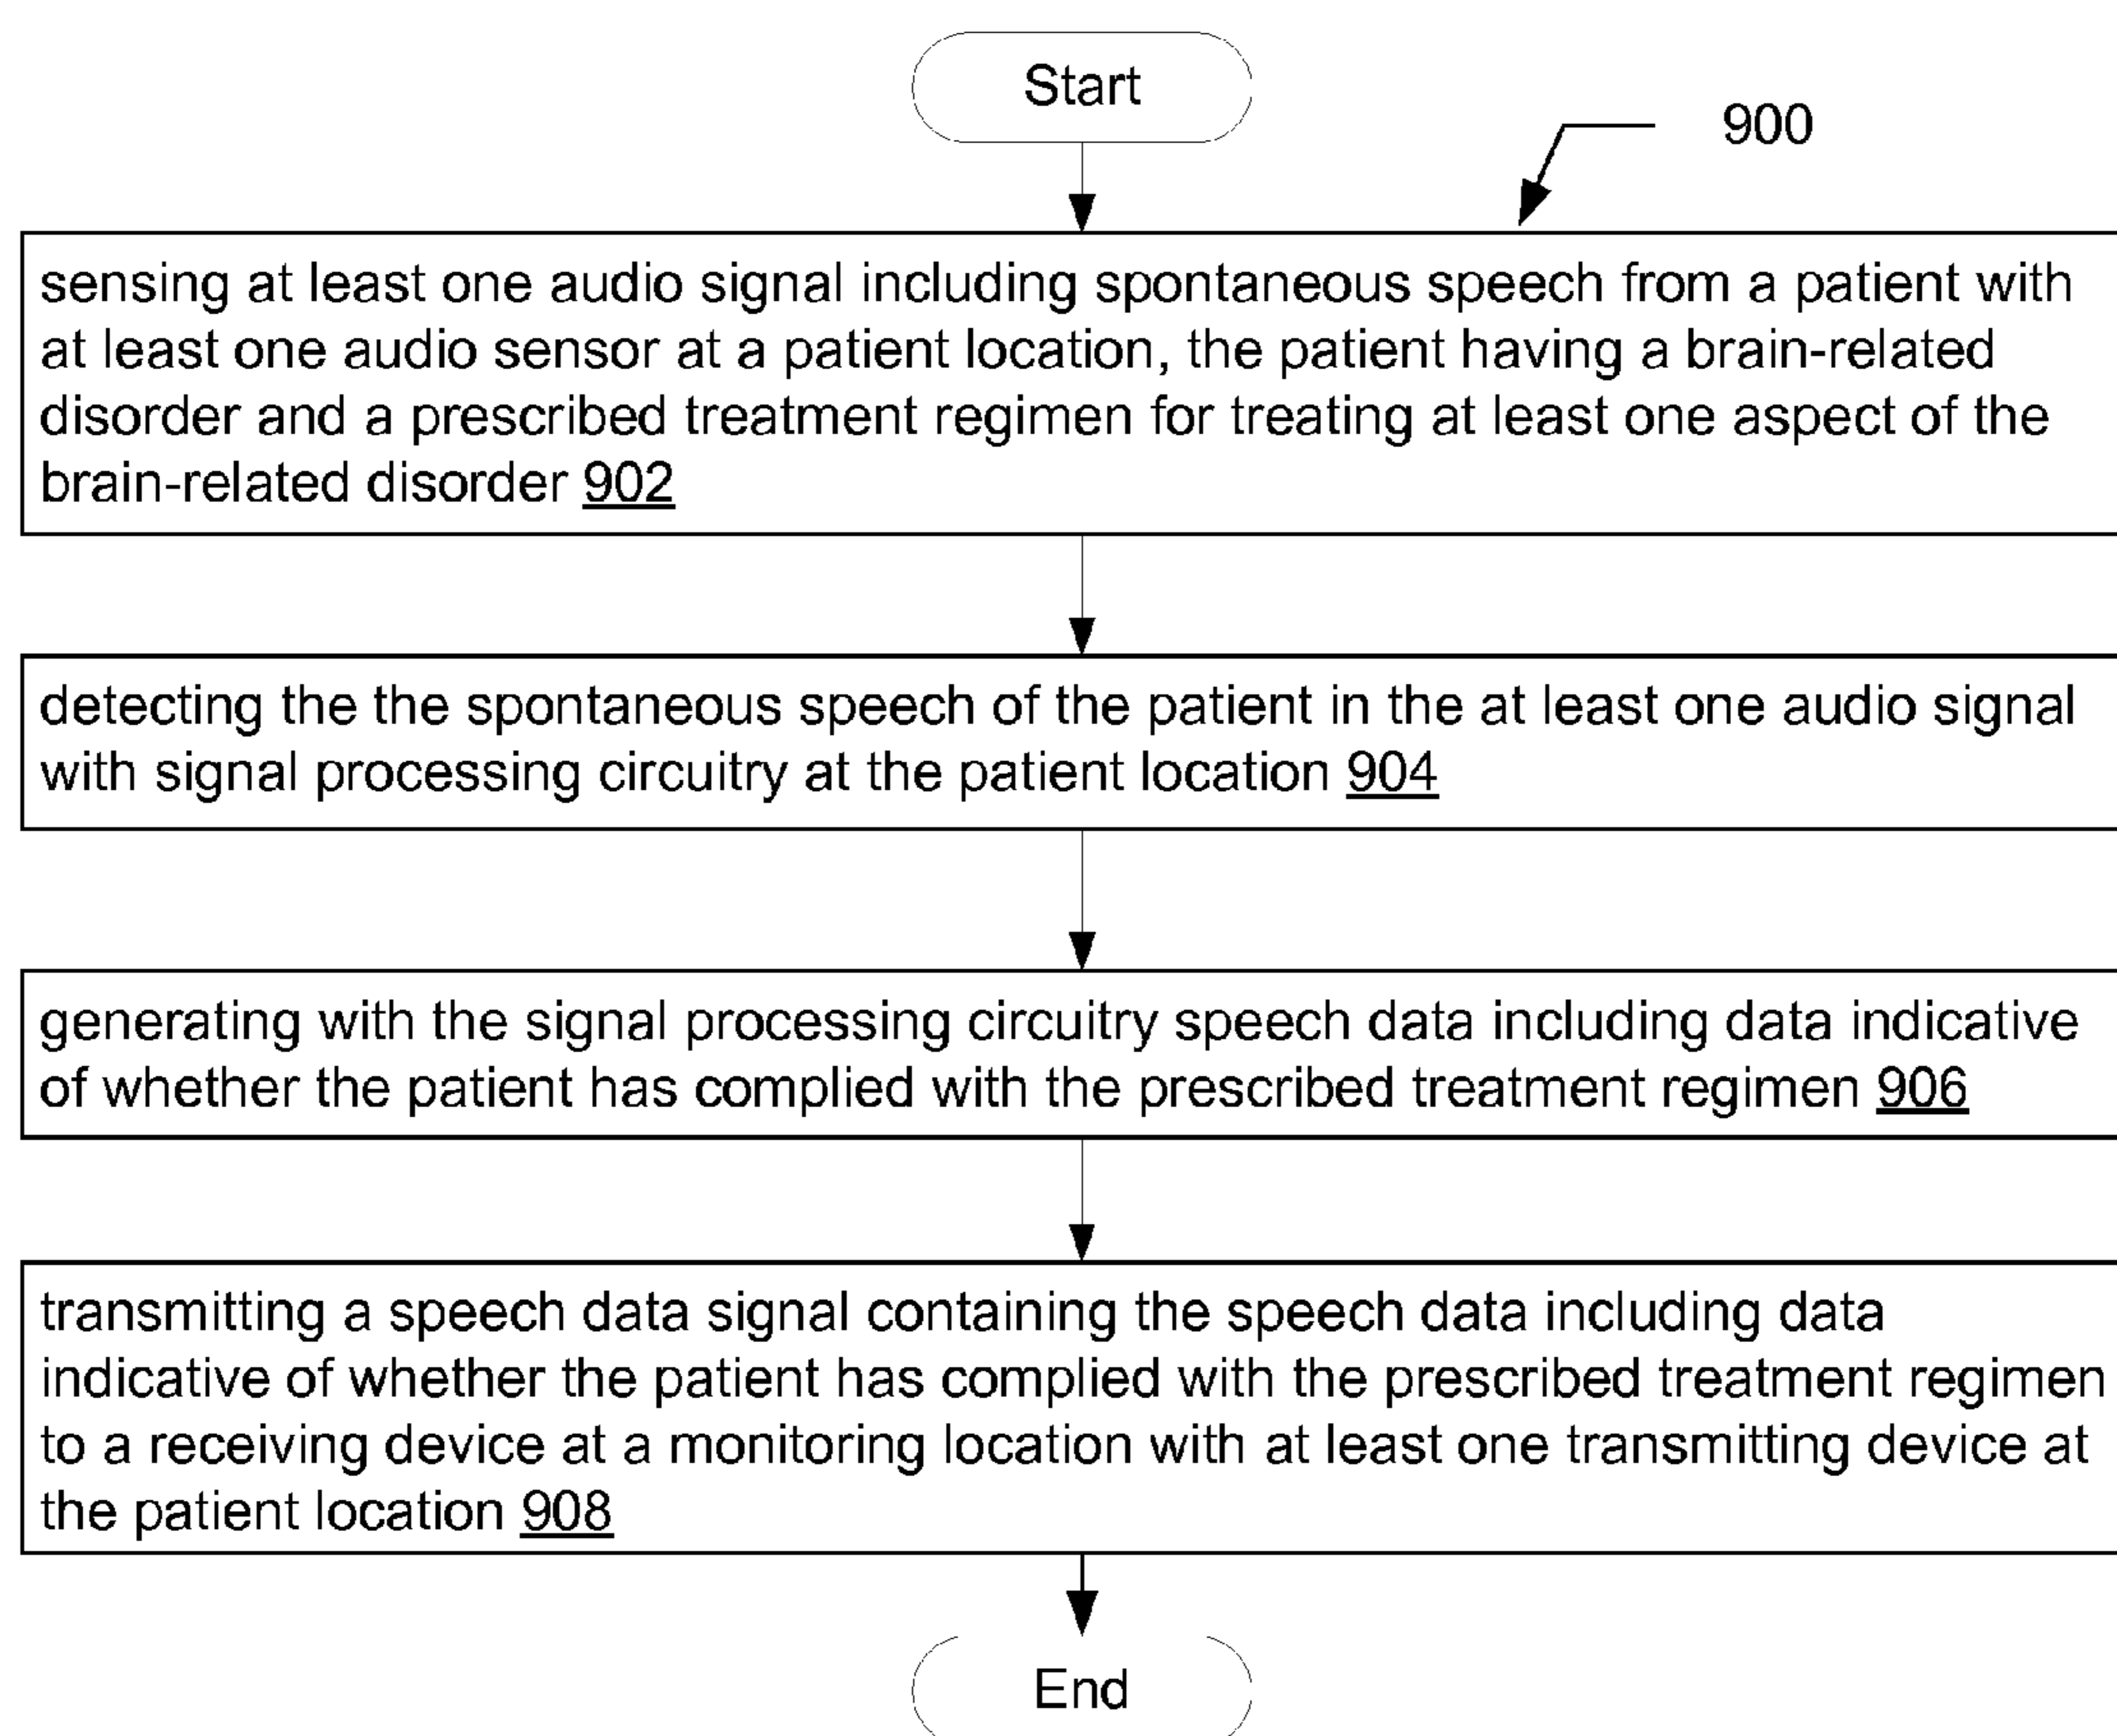 Start
900
sensing at least one audio signal including spontaneous speech from a patient with
at least one audio sensor at a patient location, the patient having a brain-related
disorder and a prescribed treatment regimen for treating at least one aspect of the
brain-related disorder 902
detecting the the spontaneous speech of the patient in the at least one audio signal
with signal processing circuitry at the patient location 904
generating with the signal processing circuitry speech data including data indicative
of whether the patient has complied with the prescribed treatment regimen 906
transmitting a speech data signal containing the speech data including data
indicative of whether the patient has complied with the prescribed treatment regimen
to a receiving device at a monitoring location with at least one transmitting device at
the patient location 908
End